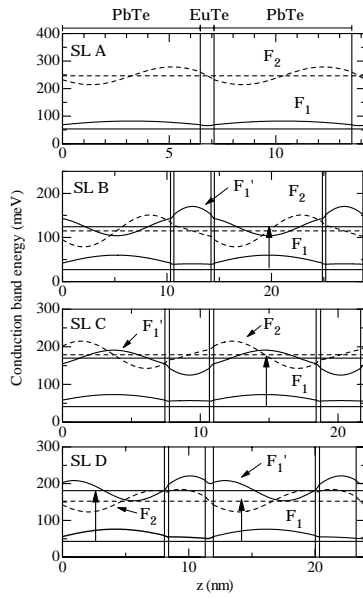 PbTe EuTe PbTe
400
300
200
100
0
SL A
F2
F1
0 5 10
200
100
0
SL B
F1'
F2
F1
0 10 20
300
200
100
0
SL C
F1'
F2
F1
0 10 20
300
200
100
0
SL D
F1'
F2
F1
0 5 10 15 20
z (nm)
Conduction band energy (meV)